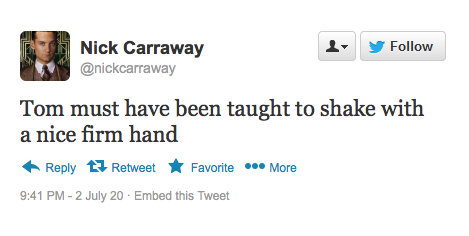 Nick Carraway
@nickcarraway
Follow
Tom must have been taught to shake with
a nice firm hand
Reply Retweet Favorite More
9:41 PM - 2 July 20 · Embed this Tweet